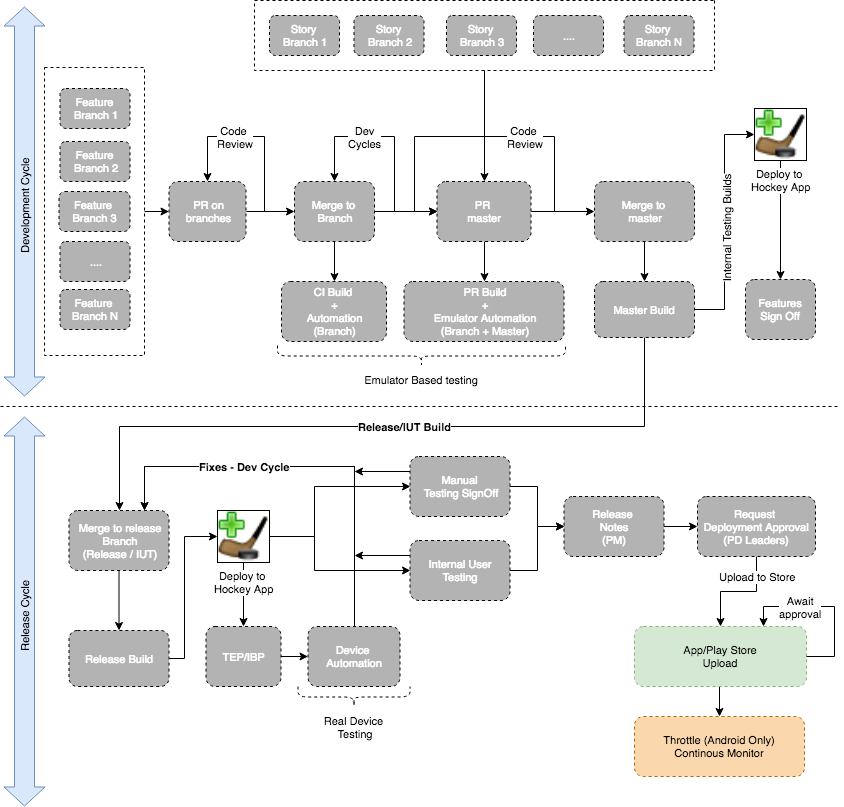 Development Cycle
Story
Branch 1
Story
Branch 2
Story
Branch 3
....
Story
Branch N
Feature
Branch 1
Feature
Branch 2
Feature
Branch 3
....
Feature
Branch N
Code
Review
Dev
Cycles
Code
Review
PR on
branches
Merge to
Branch
PR
master
Merge to
master
Internal Testing Builds
Deploy to
Hockey App
CI Build
+
Automation
(Branch)
PR Build
+
Emulator Automation
(Branch + Master)
Master Build
Features
Sign Off
Emulator Based testing
Release Cycle
Release/IUT Build
Fixes - Dev Cycle
Merge to release
Branch
(Release / IUT)
Deploy to
Hockey App
Manual
Testing SignOff
Internal User
Testing
Release
Notes
(PM)
Request
Deployment Approval
(PD Leaders)
Upload to Store
Await
approval
Release Build
TEP/IBP
Device
Automation
Real Device
Testing
App/Play Store
Upload
Throttle (Android Only)
Continous Monitor